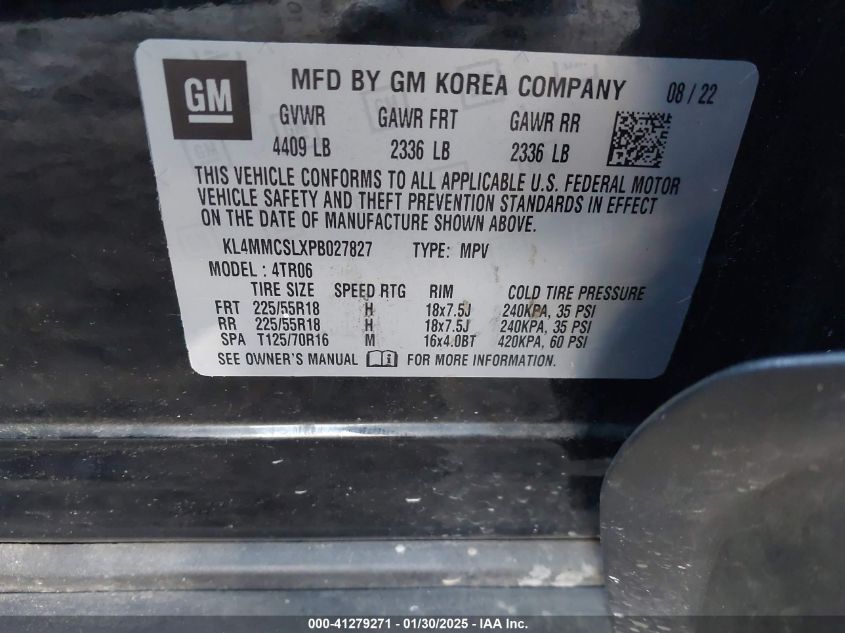 GM
MFD BY GM KOREA COMPANY 08 / 22
GVWR GAWR FRT GAWR RR
4409 LB 2336 LB 2336 LB
THIS VEHICLE CONFORMS TO ALL APPLICABLE U.S. FEDERAL MOTOR
VEHICLE SAFETY AND THEFT PREVENTION STANDARDS IN EFFECT
ON THE DATE OF MANUFACTURE SHOWN ABOVE.
KL4MMCSLXPB027827 TYPE: MPV
MODEL : 4TR06
TIRE SIZE SPEED RTG RIM COLD TIRE PRESSURE
FRT 225/55R18 H 18x7.5J 240KPA, 35 PSI
RR 225/55R18 H 18x7.5J 240KPA, 35 PSI
SPA T125/70R16 M 16x4.0BT 420KPA, 60 PSI
SEE OWNER'S MANUAL FOR MORE INFORMATION.
000-41279271 - 01/30/2025 - IAA Inc.